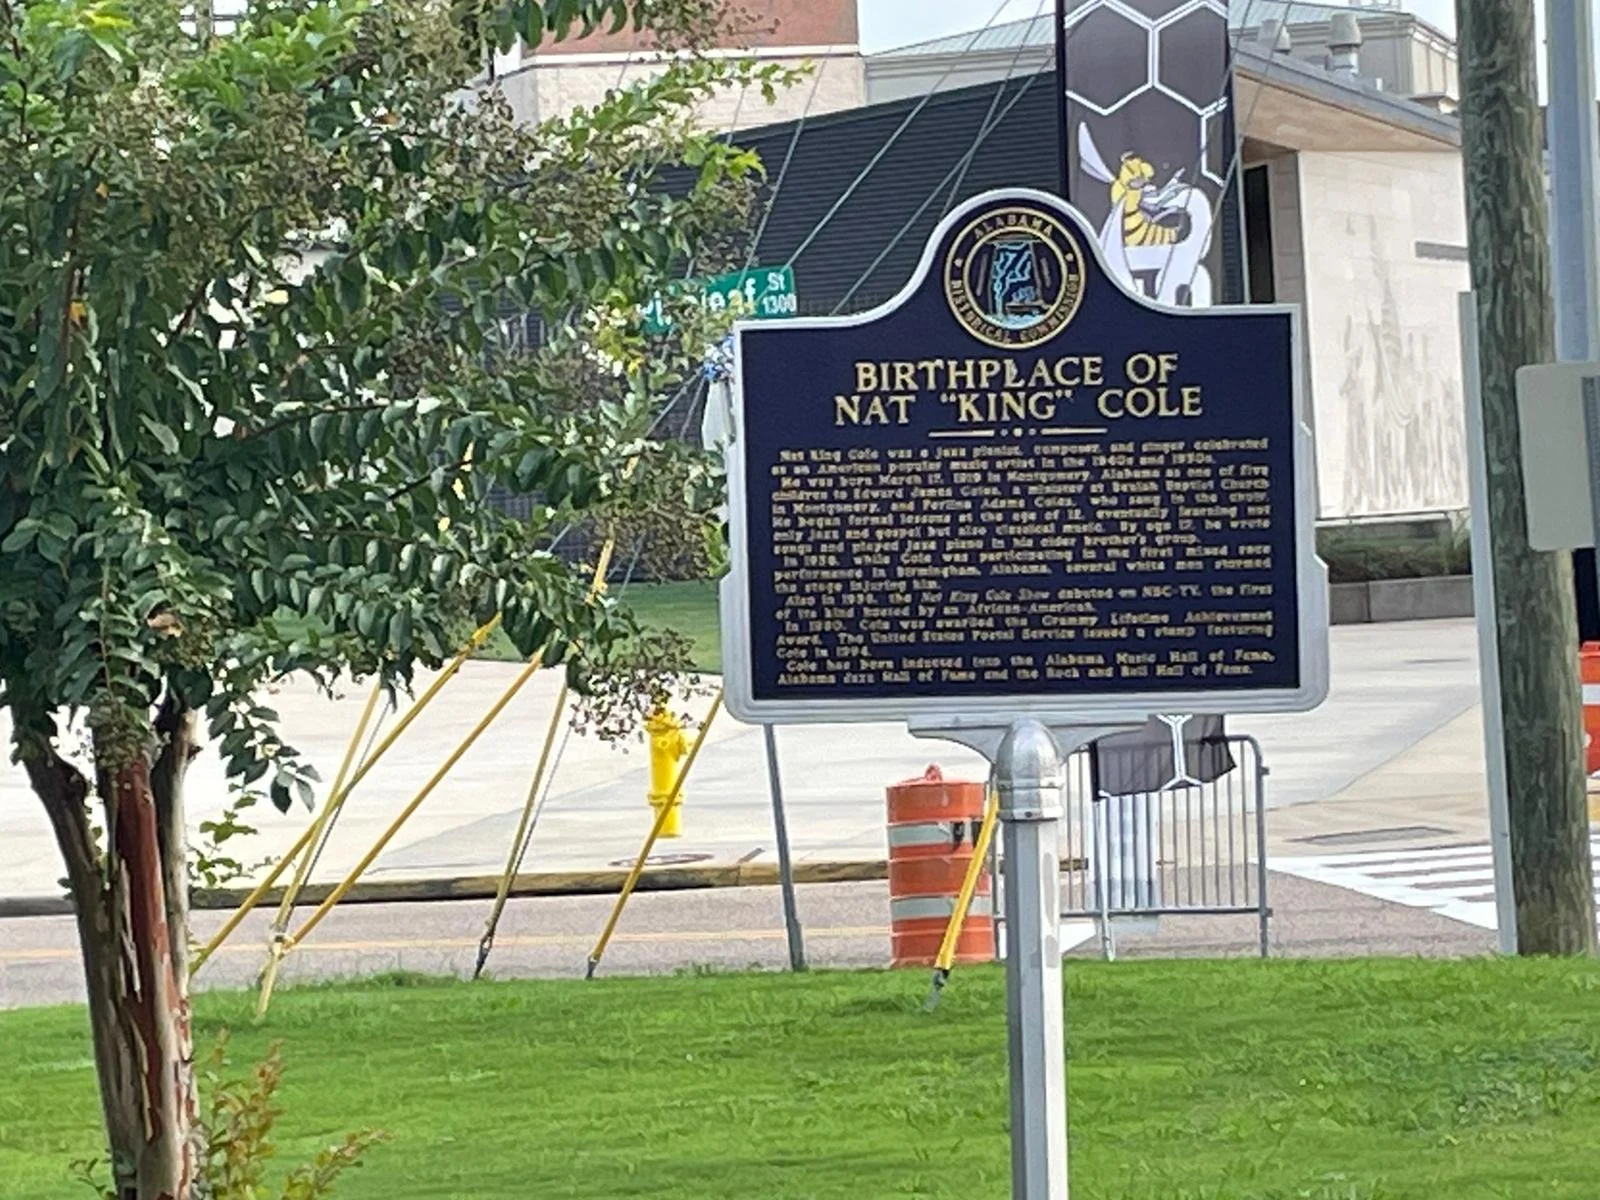 St
1300
ALABAMA
HISTORICAL COMMISSION
BIRTHPLACE OF
NAT "KING" COLE
Nat King Cole was a jazz pianist, composer, and singer celebrated
as an American popular music artist in the 1940s and 1950s.
He was born March 17, 1919 in Montgomery, Alabama as one of five
children to Edward James Coles, a minister at Beulah Baptist Church
in Montgomery, and Perlina Adams Coles, who sang in the choir.
He began formal lessons at the age of 12, eventually learning not
only jazz and gospel but also classical music. By age 17, he wrote
songs and played jazz piano in his older brother's group.
In 1956, while Cole was participating in the first mixed race
performance in Birmingham, Alabama, several white men stormed
the stage injuring him.
Also in 1956, the Nat King Cole Show debuted on NBC-TV, the first
of its kind hosted by an African-American.
In 1990, Cole was awarded the Grammy Lifetime Achievement
Award. The United States Postal Service issued a stamp featuring
Cole in 1994.
Cole has been inducted into the Alabama Music Hall of Fame,
Alabama Jazz Hall of Fame and the Rock and Roll Hall of Fame.